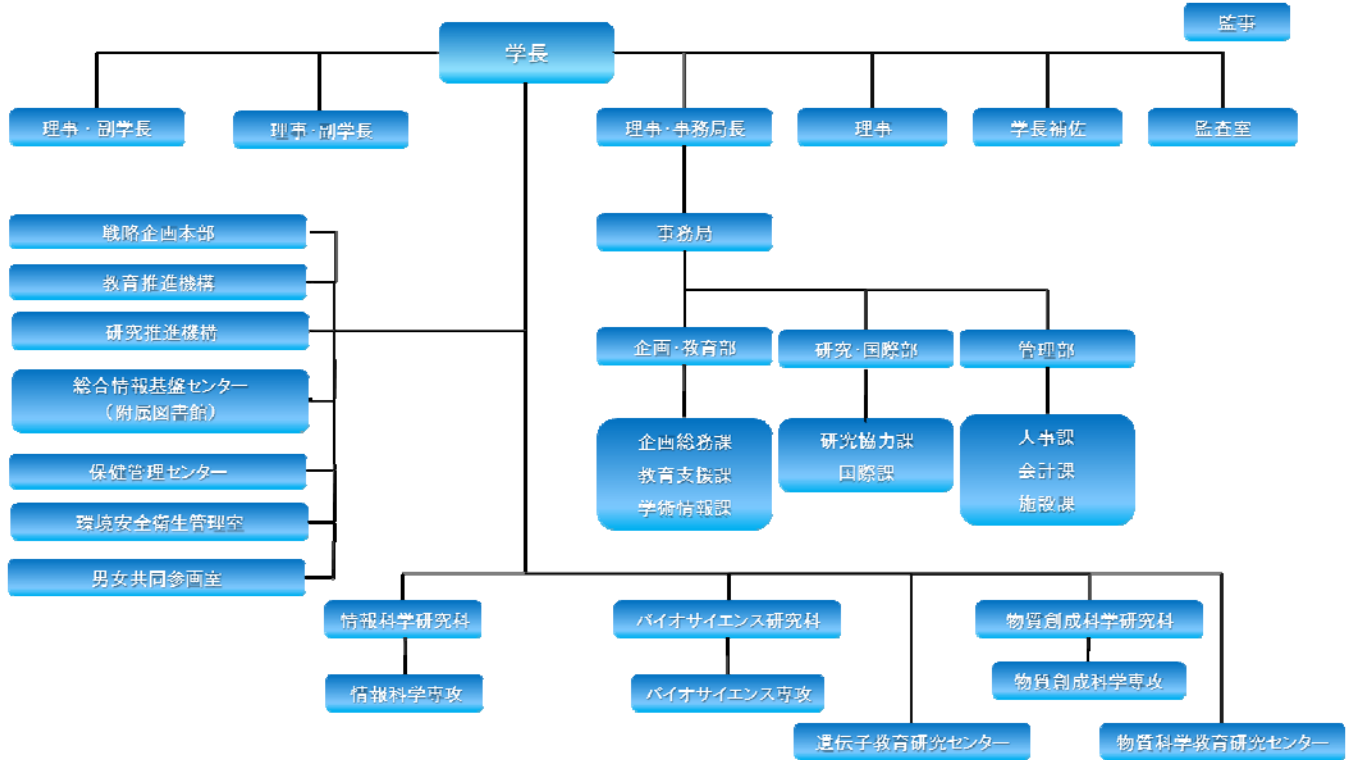 監事
学長
理事・副学長
理事・副学長
理事・事務局長
理事
学長補佐
監査室
戦略企画本部
教育推進機構
研究推進機構
総合情報基盤センター
（附属図書館）
保健管理センター
環境安全衛生管理室
男女共同参画室
事務局
企画・教育部
研究・国際部
管理部
企画総務課
教育支援課
学術情報課
研究協力課
国際課
人事課
会計課
施設課
情報科学研究科
バイオサイエンス研究科
物質創成科学研究科
情報科学専攻
バイオサイエンス専攻
物質創成科学専攻
遺伝子教育研究センター
物質科学教育研究センター